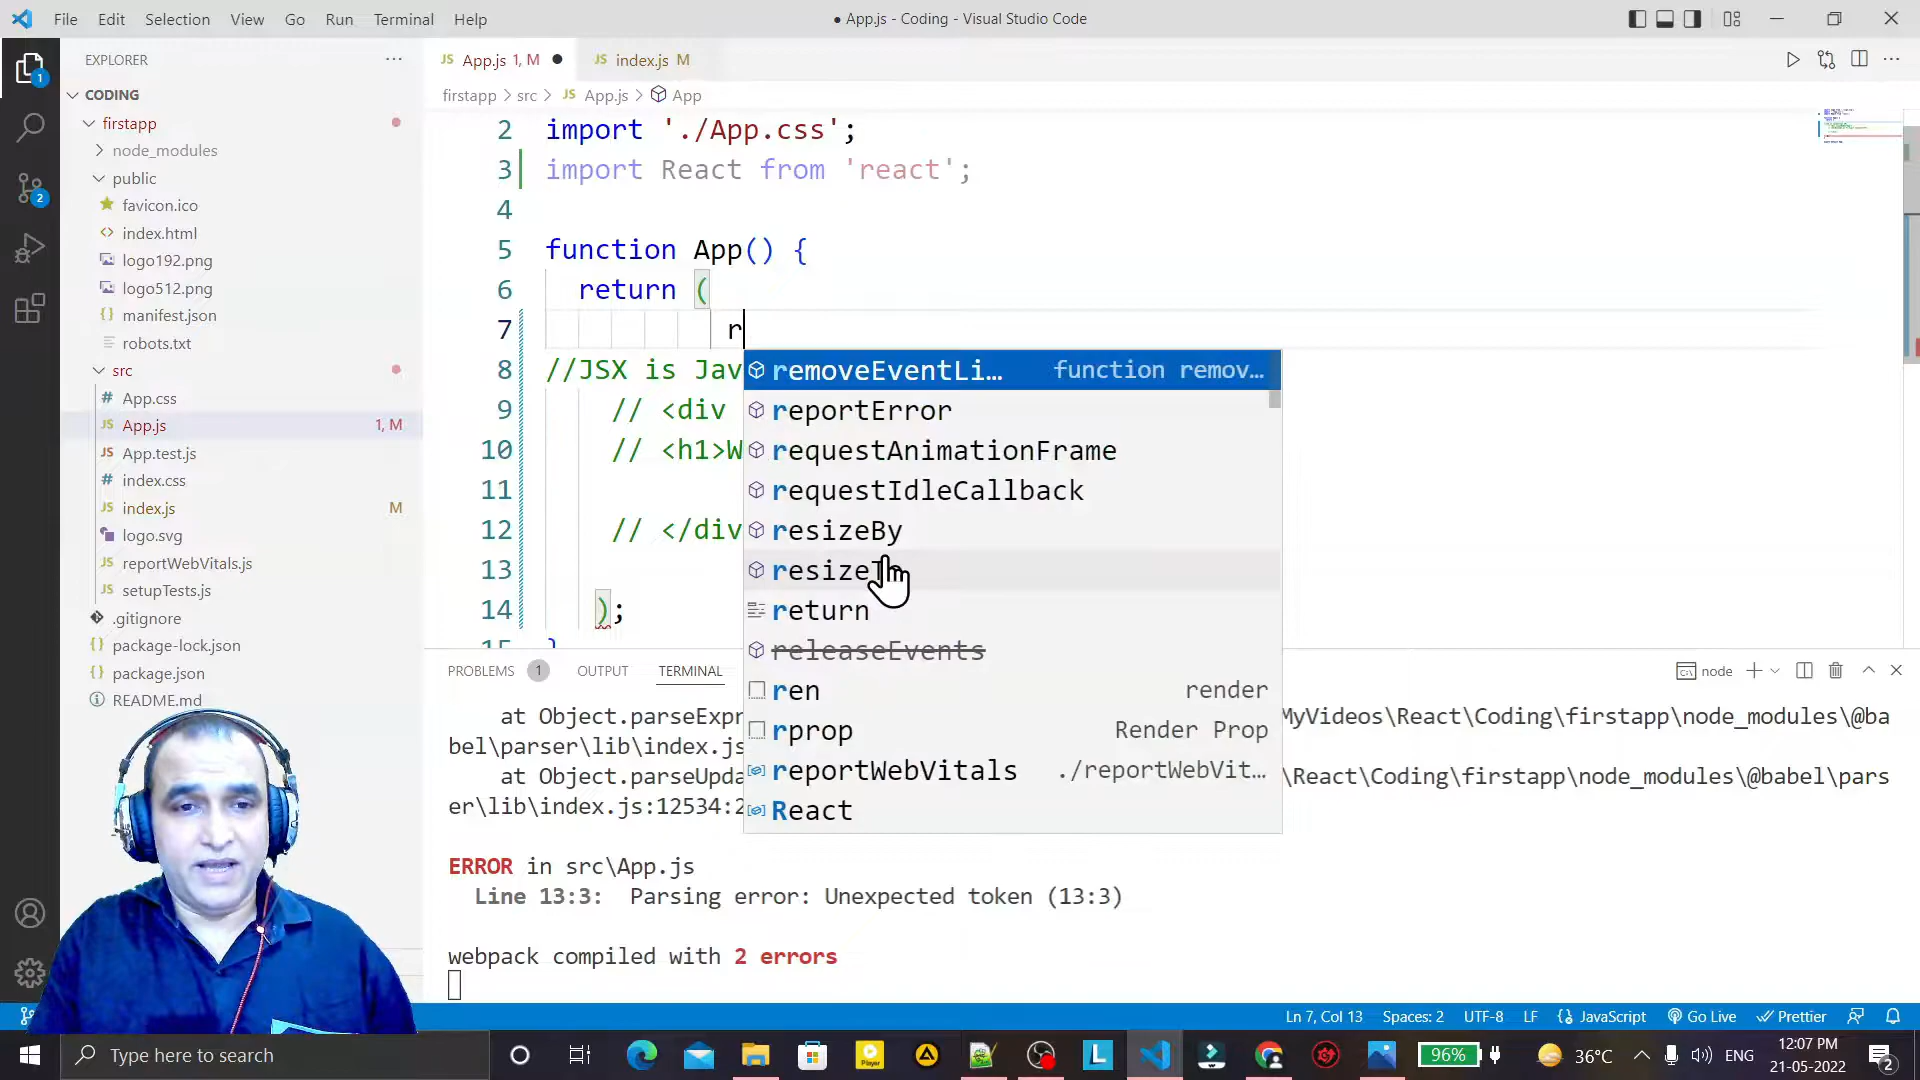 File Edit Selection View Go Run Terminal Help
● App.js - Coding - Visual Studio Code
EXPLORER
CODING
firstapp
node_modules
public
favicon.ico
index.html
logo192.png
logo512.png
manifest.json
robots.txt
src
App.css
App.js 1, M
App.test.js
index.css
index.js M
logo.svg
reportWebVitals.js
setupTests.js
.gitignore
package-lock.json
package.json
README.md
JS App.js 1, M ●
JS index.js M
firstapp > src > JS App.js > App
2 import './App.css';
3 import React from 'react';
4
5 function App() {
6 return (
7 r
8 //JSX is Jav
9 // <div
10 // <h1>W
11
12 // </div
13
14 );
15 }
removeEventLi… function remov…
reportError
requestAnimationFrame
requestIdleCallback
resizeBy
return
releaseEvents
ren render
rprop Render Prop
reportWebVitals ./reportWebVit…
React
PROBLEMS 1 OUTPUT TERMINAL
node
at Object.parseExpr MyVideos\React\Coding\firstapp\node_modules\@ba
bel\parser\lib\index.js
at Object.parseUpda \React\Coding\firstapp\node_modules\@babel\pars
er\lib\index.js:12534:2
ERROR in src\App.js
Line 13:3: Parsing error: Unexpected token (13:3)
webpack compiled with 2 errors
Ln 7, Col 13 Spaces: 2 UTF-8 LF {} JavaScript Go Live Prettier
Type here to search
96% 36°C ENG 12:07 PM
21-05-2022
2